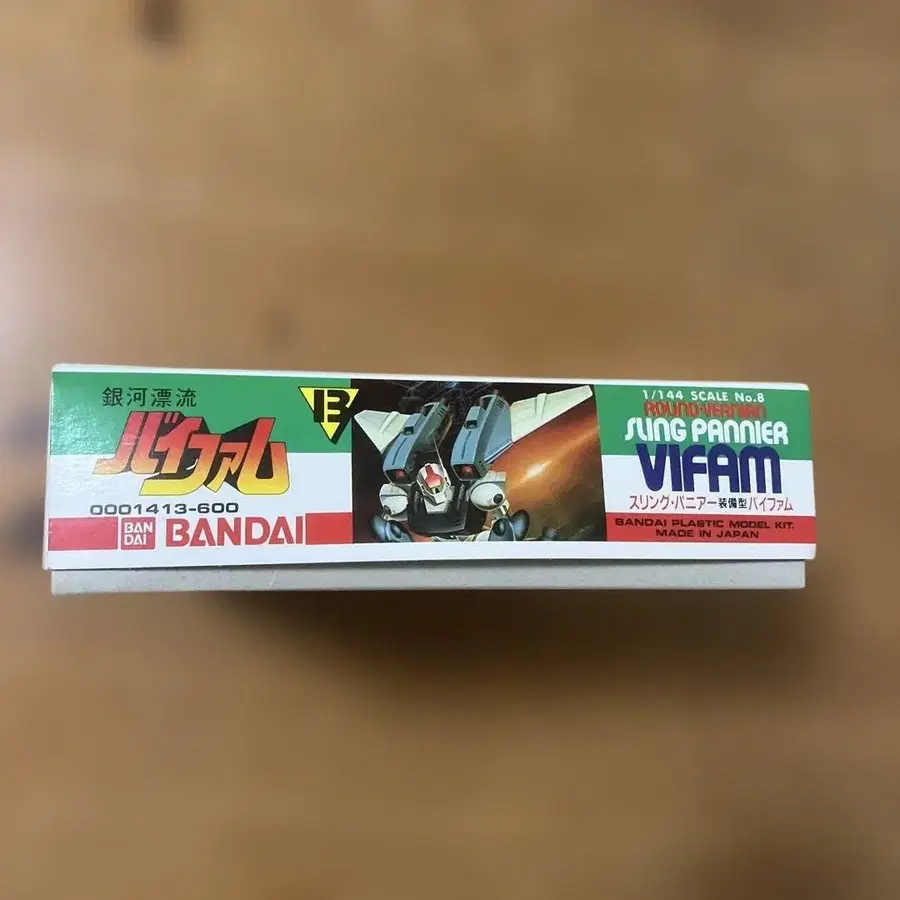 銀河漂流
バイファム
0001413-600
BAN
DAI
BANDAI
13
1/144 SCALE No.8
ROUND-VERNIAN
SLING PANNIER
VIFAM
スリング・パニアー装備型バイファム
BANDAI PLASTIC MODEL KIT.
MADE IN JAPAN